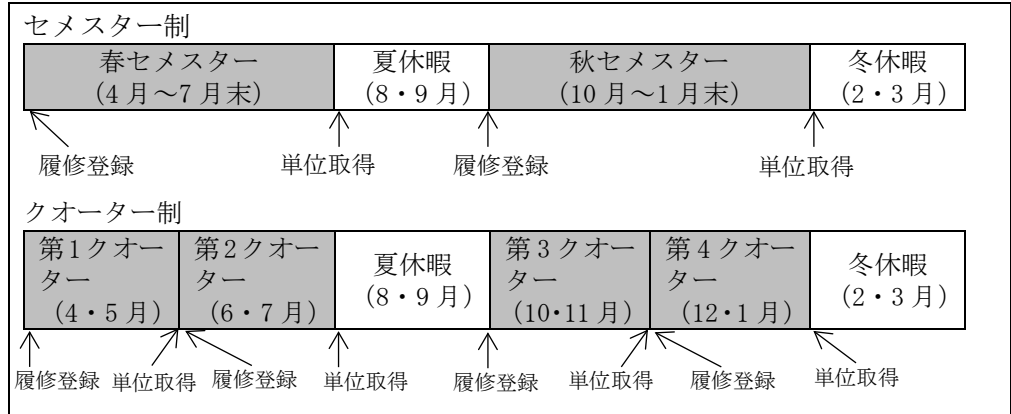 セメスター制
春セメスター 夏休暇 秋セメスター 冬休暇
(4月～7月末) (8・9月) (10月～1月末) (2・3月)
履修登録 単位取得 履修登録 単位取得
クオーター制
第1クオー 第2クオー 夏休暇 第3クオー 第4クオー 冬休暇
ター ター (8・9月) ター ター (2・3月)
(4・5月) (6・7月) (10・11月) (12・1月)
履修登録 単位取得 履修登録 単位取得 履修登録 単位取得 履修登録 単位取得